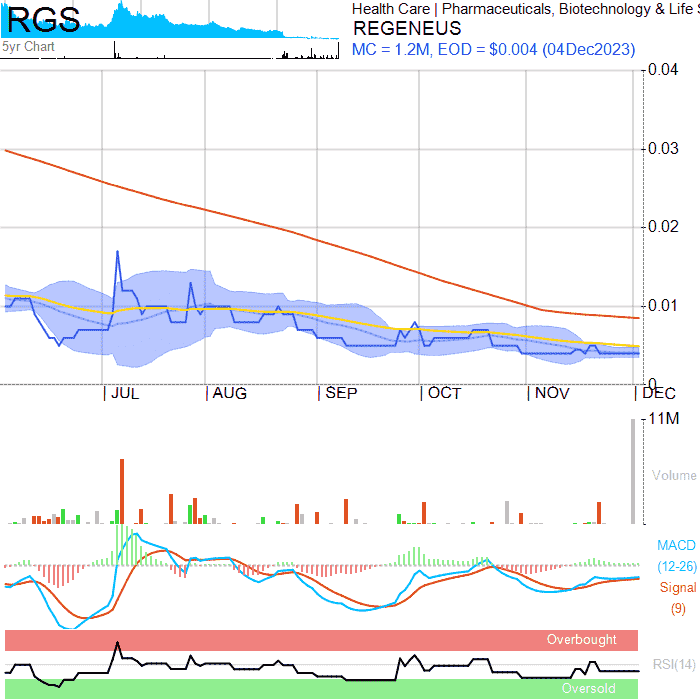 RGS
Health Care | Pharmaceuticals, Biotechnology & Life S
REGENEUS
5yr Chart
MC = 1.2M, EOD = $0.004 (04Dec2023)
0.04
0.03
0.02
0.01
0
JUL AUG SEP OCT NOV DEC
11M
Volume
MACD
(12-26)
Signal
(9)
Overbought
RSI(14)
Oversold